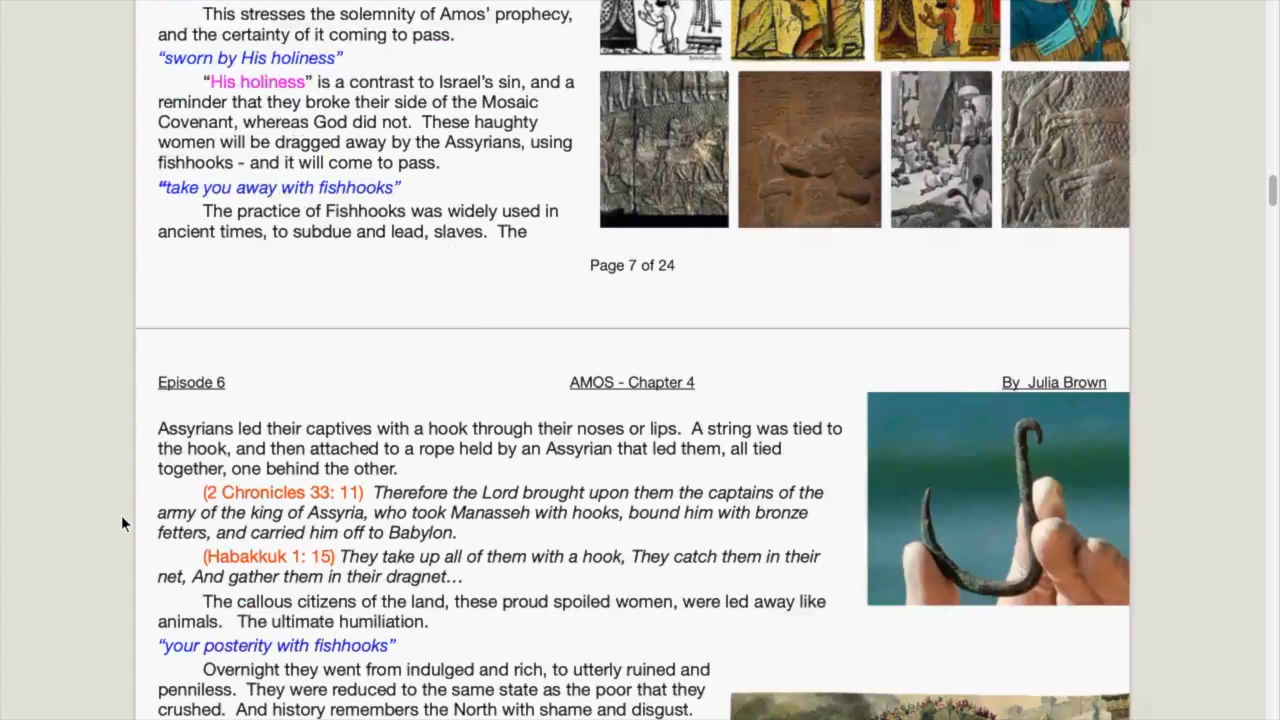 This stresses the solemnity of Amos’ prophecy,
and the certainty of it coming to pass.
“sworn by His holiness”
“His holiness” is a contrast to Israel’s sin, and a
reminder that they broke their side of the Mosaic
Covenant, whereas God did not.  These haughty
women will be dragged away by the Assyrians, using
fishhooks - and it will come to pass.
“take you away with fishhooks”
The practice of Fishhooks was widely used in
ancient times, to subdue and lead, slaves.  The
Page 7 of 24
Episode 6
AMOS - Chapter 4
By  Julia Brown
Assyrians led their captives with a hook through their noses or lips.  A string was tied to
the hook, and then attached to a rope held by an Assyrian that led them, all tied
together, one behind the other.
(2 Chronicles 33: 11)  Therefore the Lord brought upon them the captains of the
army of the king of Assyria, who took Manasseh with hooks, bound him with bronze
fetters, and carried him off to Babylon.
(Habakkuk 1: 15) They take up all of them with a hook, They catch them in their
net, And gather them in their dragnet…
The callous citizens of the land, these proud spoiled women, were led away like
animals.   The ultimate humiliation.
“your posterity with fishhooks”
Overnight they went from indulged and rich, to utterly ruined and
penniless.  They were reduced to the same state as the poor that they
crushed.  And history remembers the North with shame and disgust.